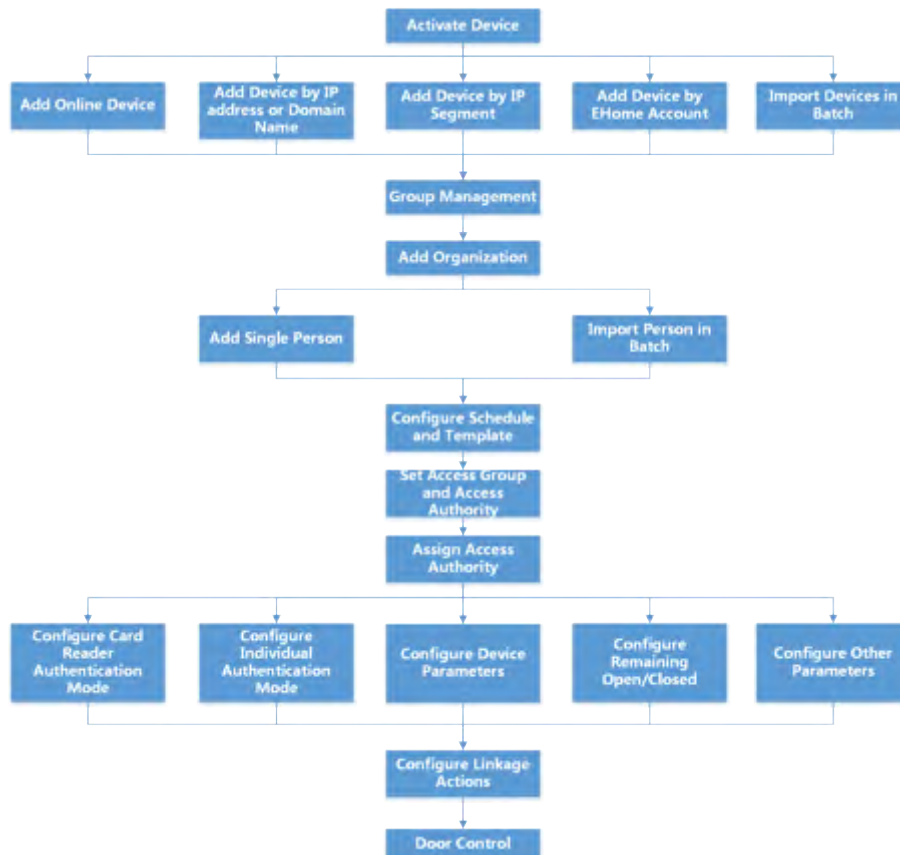 Activate Device
Add Online Device
Add Device by IP
address or Domain
Name
Add Device by IP
Segment
Add Device by
EHome Account
Import Devices in
Batch
Group Management
Add Organization
Add Single Person
Import Person in
Batch
Configure Schedule
and Template
Set Access Group
and Access
Authority
Assign Access
Authority
Configure Card
Reader
Authentication
Mode
Configure
Individual
Authentication
Mode
Configure Device
Parameters
Configure
Remaining
Open/Closed
Configure Other
Parameters
Configure Linkage
Actions
Door Control